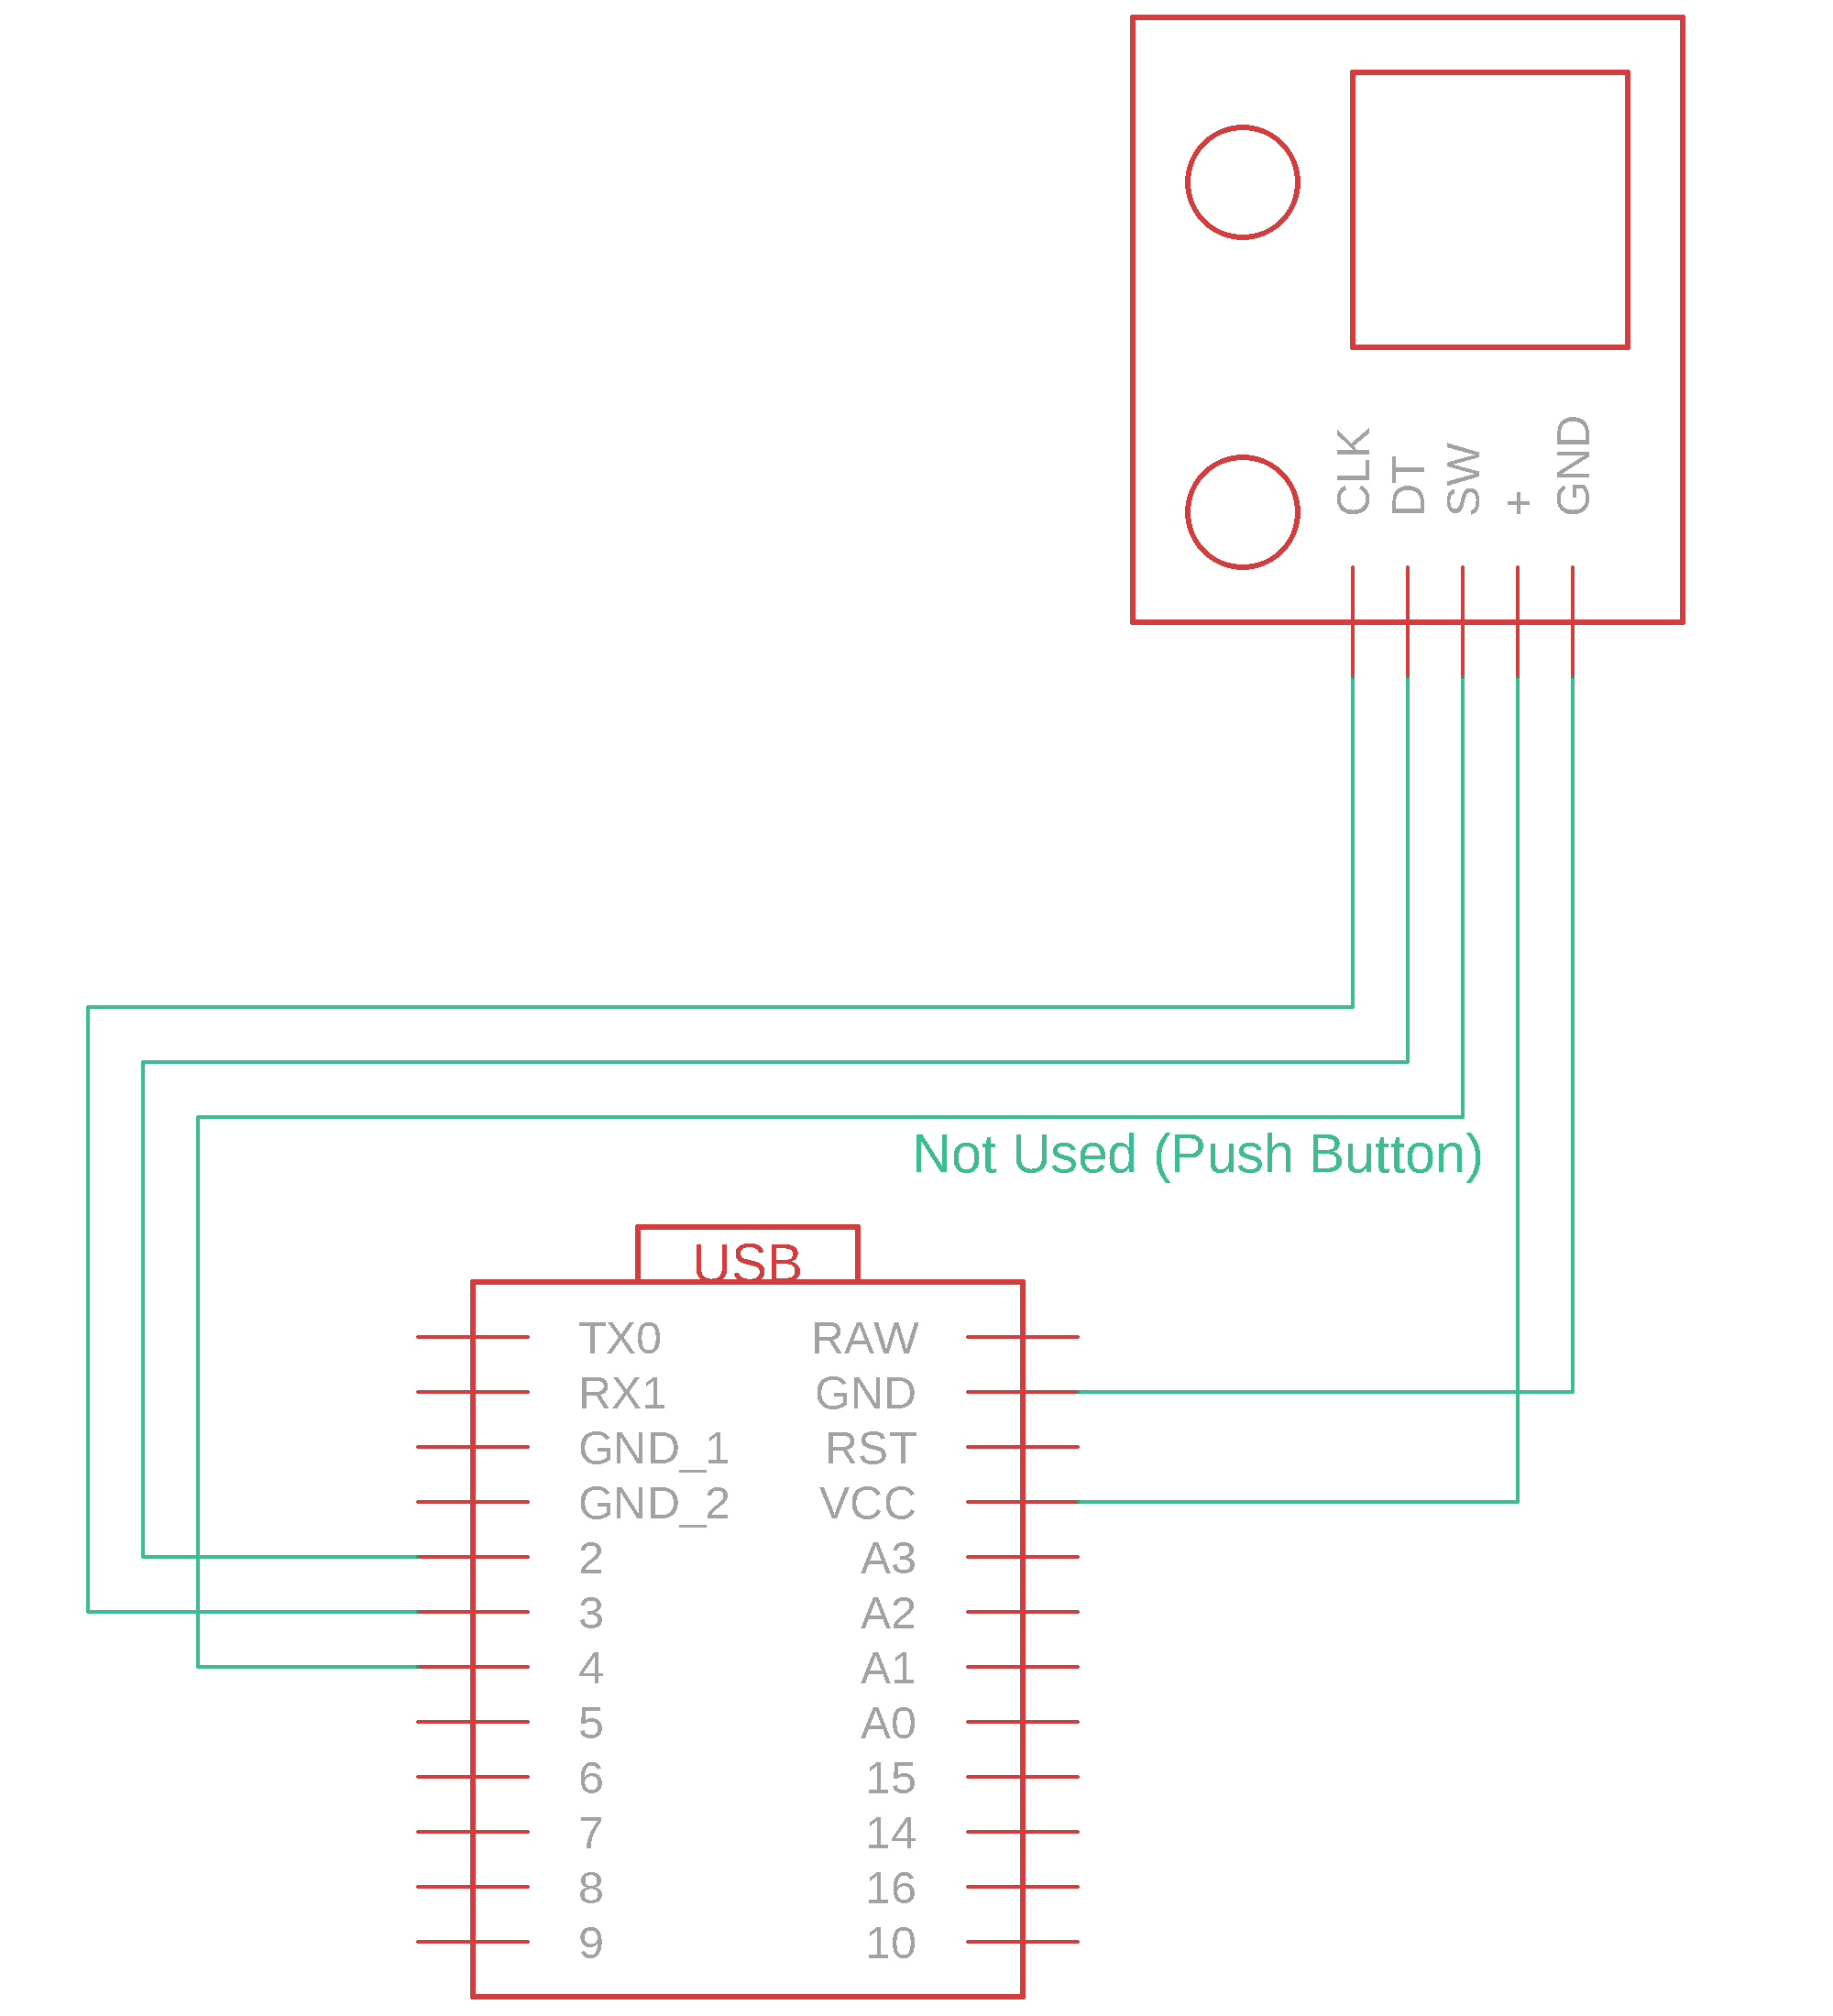 CLK
DT
SW
+
GND
Not Used (Push Button)
USB
TX0 RAW
RX1 GND
GND_1 RST
GND_2 VCC
2 A3
3 A2
4 A1
5 A0
6 15
7 14
8 16
9 10